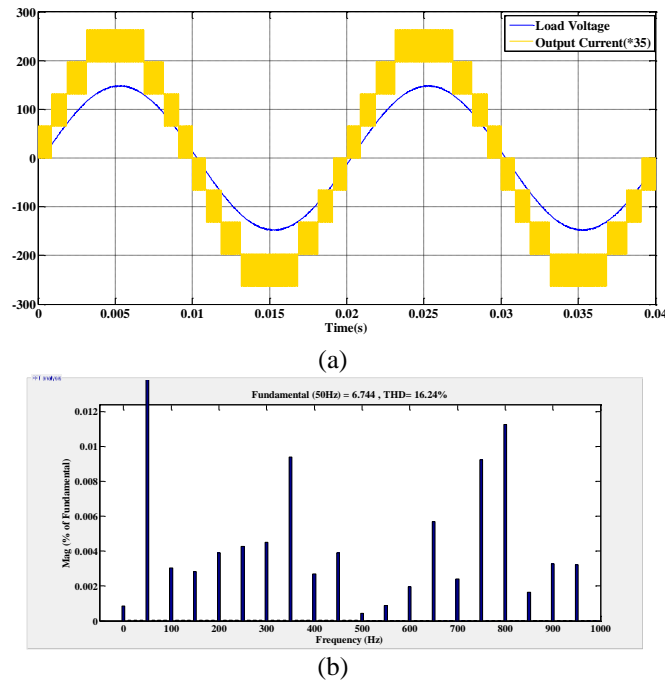 300
Load Voltage
Output Current(*35)
200
100
0
-100
-200
-300
0 0.005 0.01 0.015 0.02 0.025 0.03 0.035 0.04
Time(s)
(a)
Fundamental (50Hz) = 6.744 , THD= 16.24%
0.012
0.01
0.008
0.006
0.004
0.002
0
Mag (% of Fundamental)
0 100 200 300 400 500 600 700 800 900 1000
Frequency (Hz)
(b)